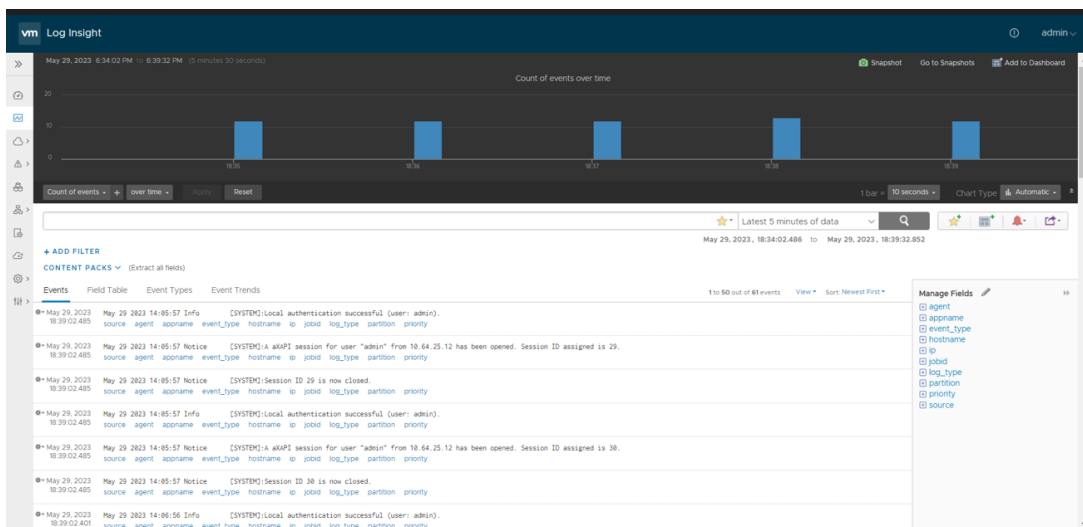 vm Log Insight
admin
May 29, 2023 6:34:02 PM to 6:39:32 PM (5 minutes 30 seconds)
Snapshot Go to Snapshots Add to Dashboard
Count of events over time
20
10
0
18:35 18:36 18:37 18:38 18:39
Count of events + over time Apply Reset
1 bar = 10 seconds Chart Type Automatic
Latest 5 minutes of data
May 29, 2023, 18:34:02.486 to May 29, 2023, 18:39:32.852
+ ADD FILTER
CONTENT PACKS (Extract all fields)
Events Field Table Event Types Event Trends
1 to 50 out of 61 events View Sort: Newest First
May 29, 2023 May 29 2023 14:05:57 Info [SYSTEM]:Local authentication successful (user: admin).
18:39:02.485 source agent appname event_type hostname ip jobid log_type partition priority
May 29, 2023 May 29 2023 14:05:57 Notice [SYSTEM]:A aXAPI session for user "admin" from 10.64.25.12 has been opened. Session ID assigned is 29.
18:39:02.485 source agent appname event_type hostname ip jobid log_type partition priority
May 29, 2023 May 29 2023 14:05:57 Notice [SYSTEM]:Session ID 29 is now closed.
18:39:02.485 source agent appname event_type hostname ip jobid log_type partition priority
May 29, 2023 May 29 2023 14:05:57 Info [SYSTEM]:Local authentication successful (user: admin).
18:39:02.485 source agent appname event_type hostname ip jobid log_type partition priority
May 29, 2023 May 29 2023 14:05:57 Notice [SYSTEM]:A aXAPI session for user "admin" from 10.64.25.12 has been opened. Session ID assigned is 30.
18:39:02.485 source agent appname event_type hostname ip jobid log_type partition priority
May 29, 2023 May 29 2023 14:05:57 Notice [SYSTEM]:Session ID 30 is now closed.
18:39:02.485 source agent appname event_type hostname ip jobid log_type partition priority
May 29, 2023 May 29 2023 14:06:56 Info [SYSTEM]:Local authentication successful (user: admin).
18:39:02.401 source agent appname event_type hostname ip jobid log_type partition priority
Manage Fields
agent
appname
event_type
hostname
ip
jobid
log_type
partition
priority
source